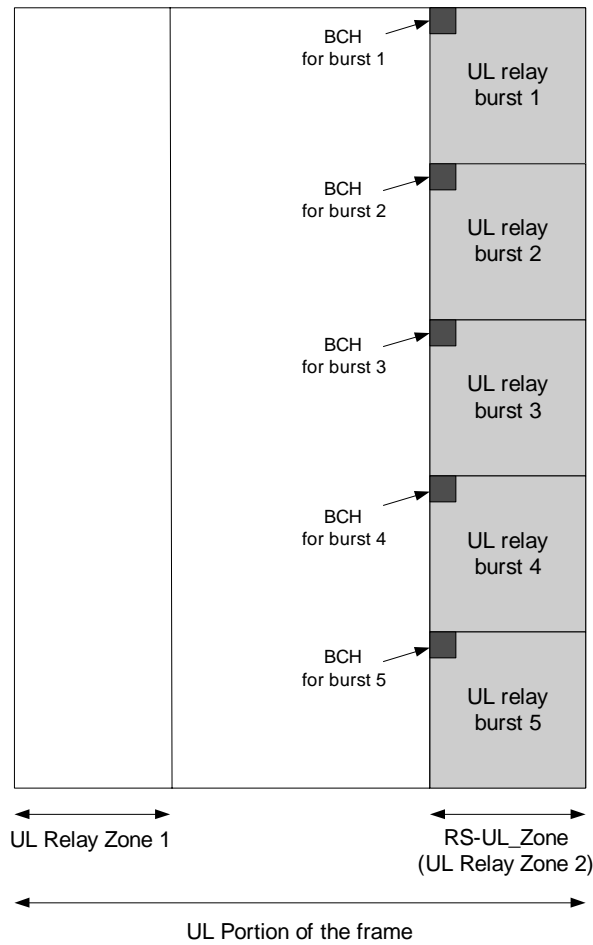 BCH
for burst 1
UL relay
burst 1
BCH
for burst 2
UL relay
burst 2
BCH
for burst 3
UL relay
burst 3
BCH
for burst 4
UL relay
burst 4
BCH
for burst 5
UL relay
burst 5
UL Relay Zone 1
RS-UL_Zone
(UL Relay Zone 2)
UL Portion of the frame